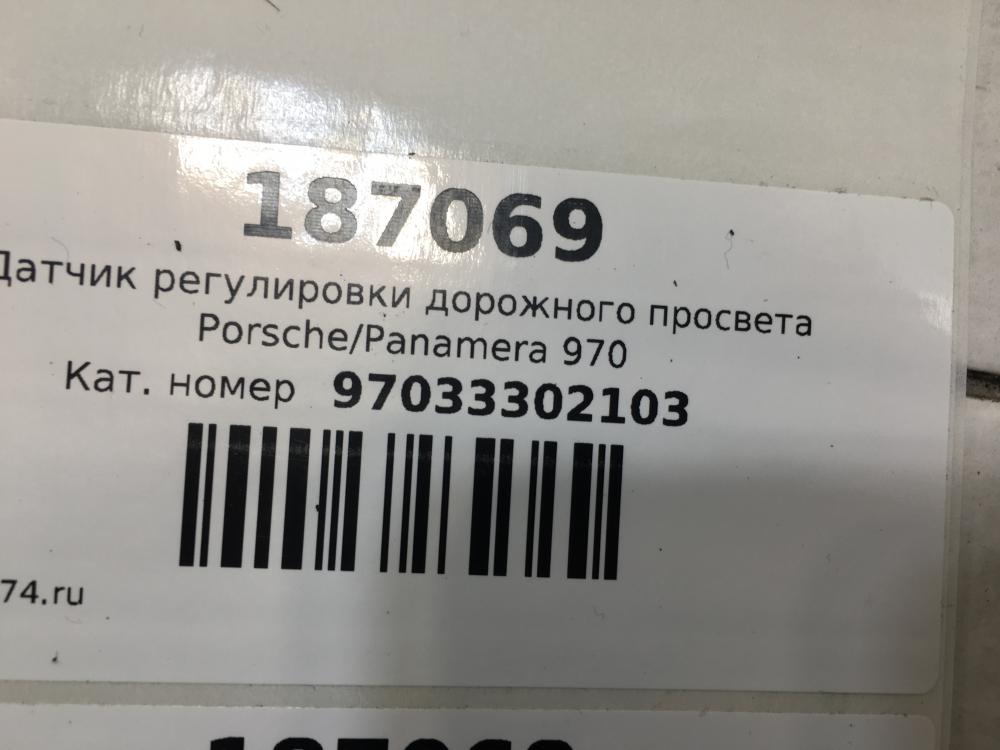 187069
Датчик регулировки дорожного просвета
Porsche/Panamera 970
Кат. номер 97033302103
74.ru